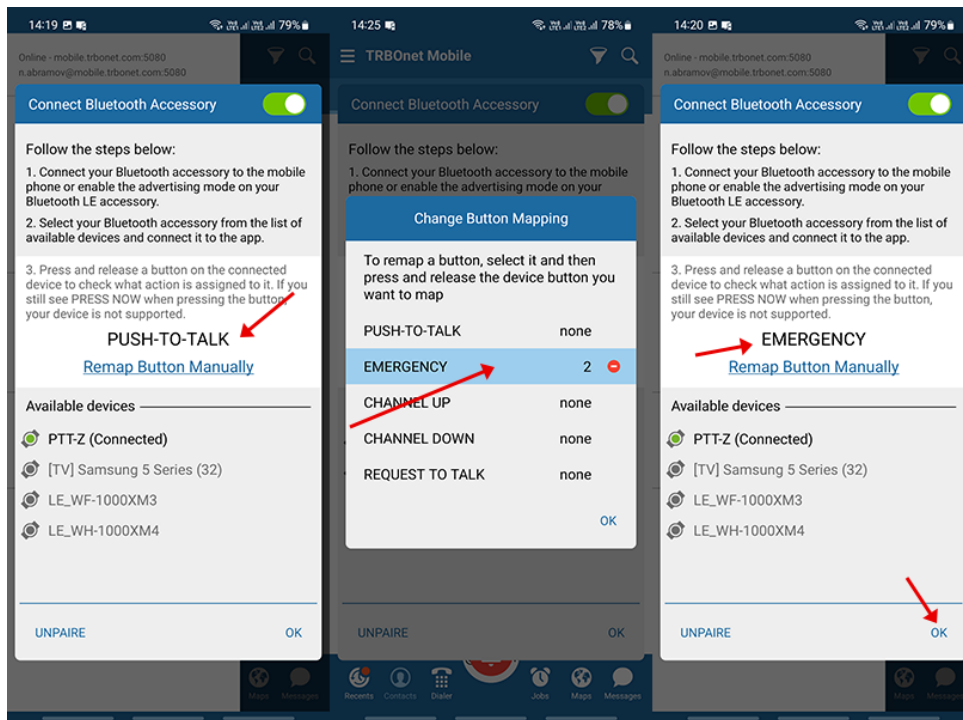 14:19
79%
Online - mobile.trbonet.com:5080
n.abramov@mobile.trbonet.com:5080
Connect Bluetooth Accessory
Follow the steps below:
1. Connect your Bluetooth accessory to the mobile
phone or enable the advertising mode on your
Bluetooth LE accessory.
2. Select your Bluetooth accessory from the list of
available devices and connect it to the app.
3. Press and release a button on the connected
device to check what action is assigned to it. If you
still see PRESS NOW when pressing the button,
your device is not supported.
PUSH-TO-TALK
Remap Button Manually
Available devices
PTT-Z (Connected)
[TV] Samsung 5 Series (32)
LE_WF-1000XM3
LE_WH-1000XM4
UNPAIRE OK
Maps Messages
14:25
78%
TRBOnet Mobile
Connect Bluetooth Accessory
Follow the steps below:
1. Connect your Bluetooth accessory to the mobile
phone or enable the advertising mode on your
Change Button Mapping
To remap a button, select it and then
press and release the device button you
want to map
PUSH-TO-TALK none
EMERGENCY 2
CHANNEL UP none
CHANNEL DOWN none
REQUEST TO TALK none
OK
UNPAIRE OK
Recents Contacts Dialer Jobs Maps Messages
14:20
79%
Online - mobile.trbonet.com:5080
n.abramov@mobile.trbonet.com:5080
Connect Bluetooth Accessory
Follow the steps below:
1. Connect your Bluetooth accessory to the mobile
phone or enable the advertising mode on your
Bluetooth LE accessory.
2. Select your Bluetooth accessory from the list of
available devices and connect it to the app.
3. Press and release a button on the connected
device to check what action is assigned to it. If you
still see PRESS NOW when pressing the button,
your device is not supported.
EMERGENCY
Remap Button Manually
Available devices
PTT-Z (Connected)
[TV] Samsung 5 Series (32)
LE_WF-1000XM3
LE_WH-1000XM4
UNPAIRE OK
Maps Messages